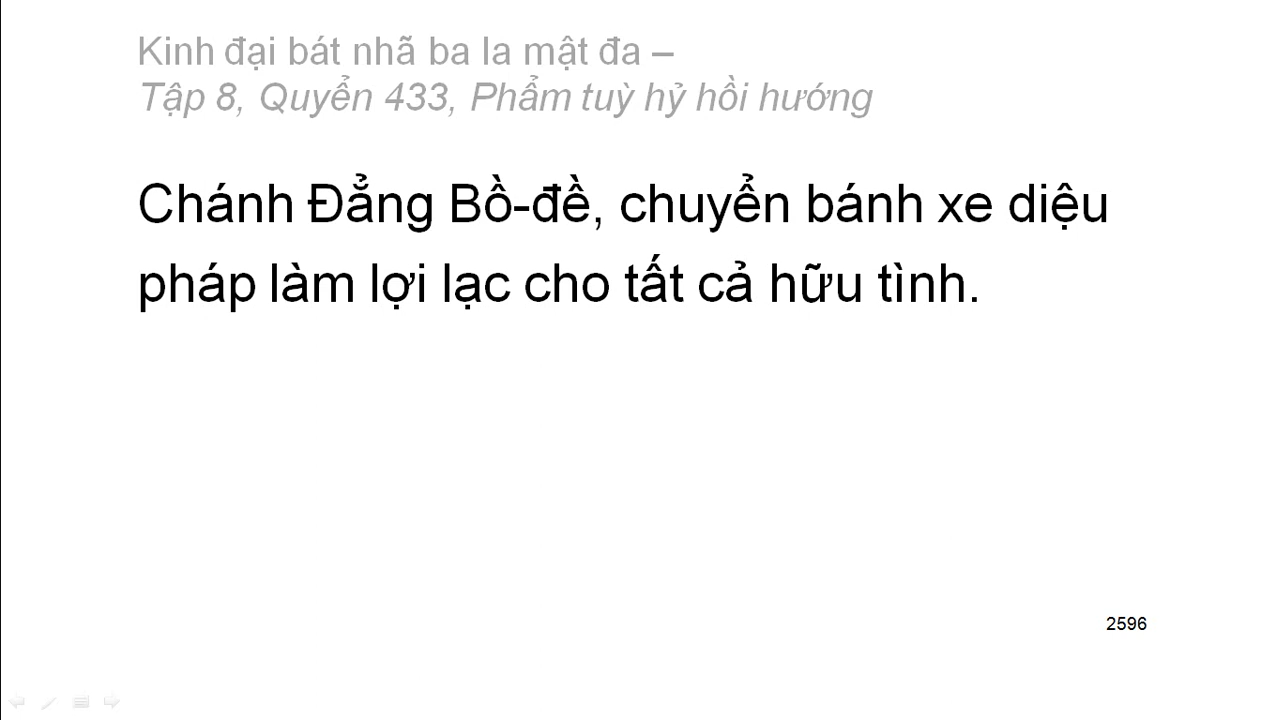 Kinh đại bát nhã ba la mật đa –
Tập 8, Quyển 433, Phẩm tuỳ hỷ hồi hướng
Chánh Đẳng Bồ-đề, chuyển bánh xe diệu
pháp làm lợi lạc cho tất cả hữu tình.
2596